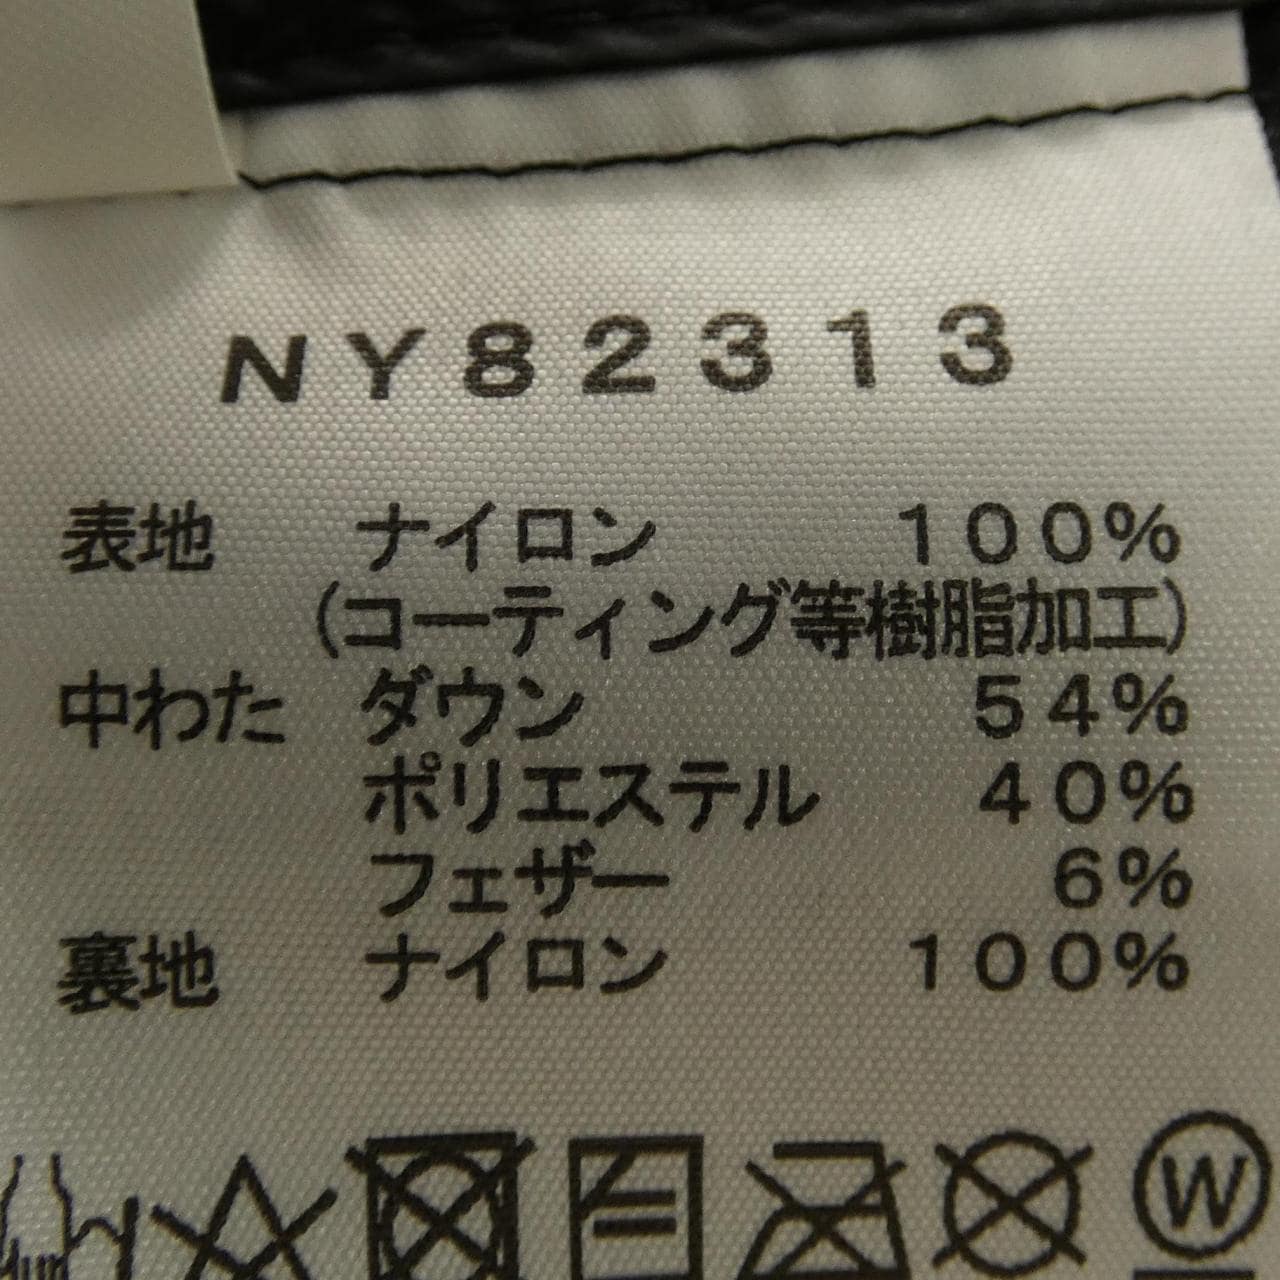 NY82313
表地 ナイロン 100%
(コーティング等樹脂加工)
中わた ダウン 54%
ポリエステル 40%
フェザー 6%
裏地 ナイロン 100%
W